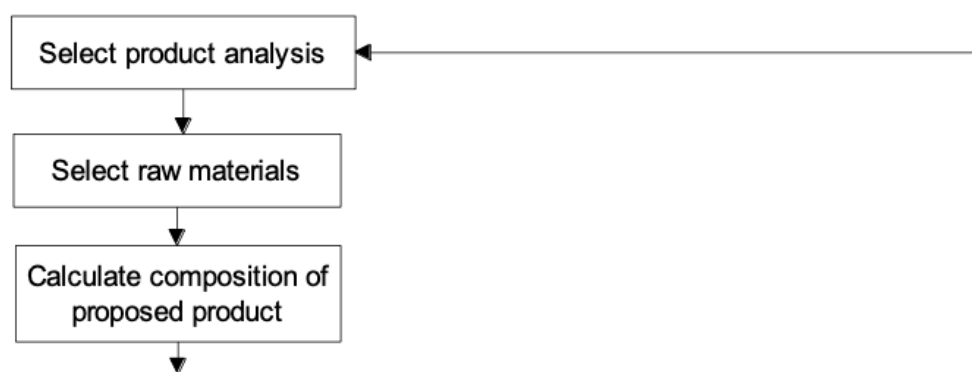 Select product analysis
Select raw materials
Calculate composition of
proposed product